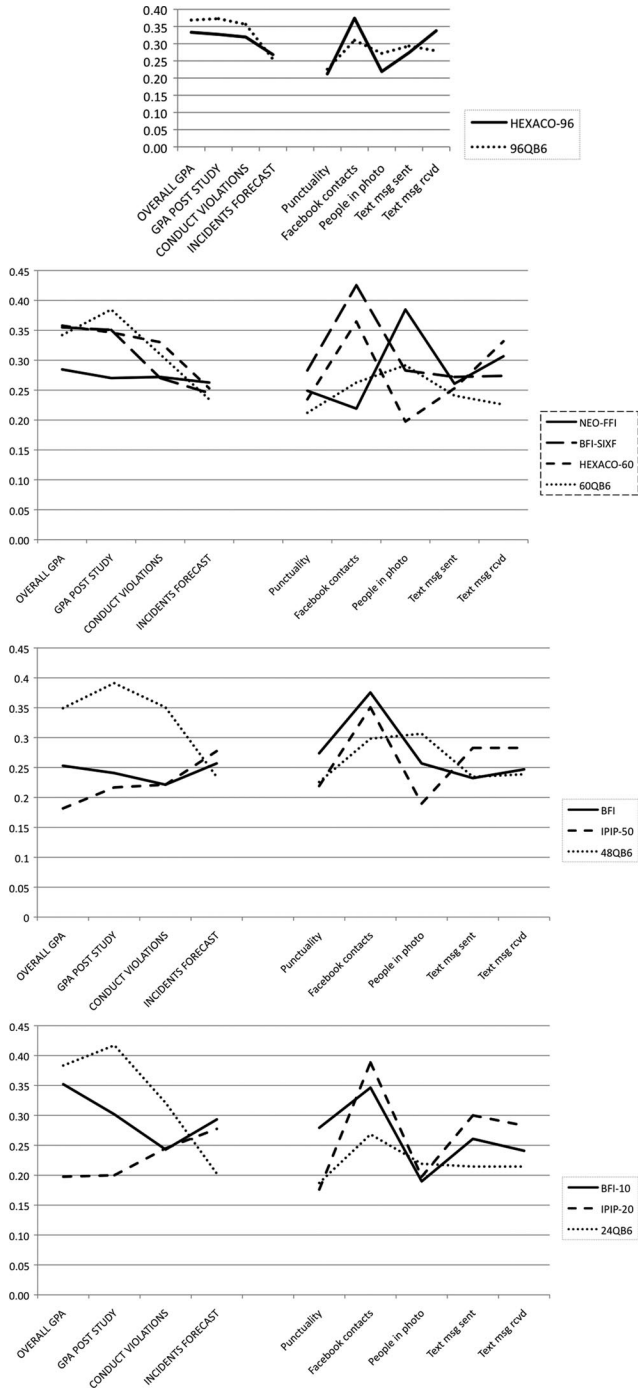 0.40
0.35
0.30
0.25
0.20
0.15
0.10
0.05
0.00
OVERALL GPA
GPA POST STUDY
CONDUCT VIOLATIONS
INCIDENTS FORECAST
Punctuality
Facebook contacts
People in photo
Text msg sent
Text msg rcvd
HEXACO-96
96QB6
0.45
0.40
0.35
0.30
0.25
0.20
0.15
0.10
0.05
0.00
OVERALL GPA
GPA POST STUDY
CONDUCT VIOLATIONS
INCIDENTS FORECAST
Punctuality
Facebook contacts
People in photo
Text msg sent
Text msg rcvd
NEO-FFI
BFI-SIXF
HEXACO-60
60QB6
0.45
0.4
0.35
0.3
0.25
0.2
0.15
0.1
0.05
0
OVERALL GPA
GPA POST STUDY
CONDUCT VIOLATIONS
INCIDENTS FORECAST
Punctuality
Facebook contacts
People in photo
Text msg sent
Text msg rcvd
BFI
IPIP-50
48QB6
0.45
0.40
0.35
0.30
0.25
0.20
0.15
0.10
0.05
0.00
OVERALL GPA
GPA POST STUDY
CONDUCT VIOLATIONS
INCIDENTS FORECAST
Punctuality
Facebook contacts
People in photo
Text msg sent
Text msg rcvd
BFI-10
IPIP-20
24QB6